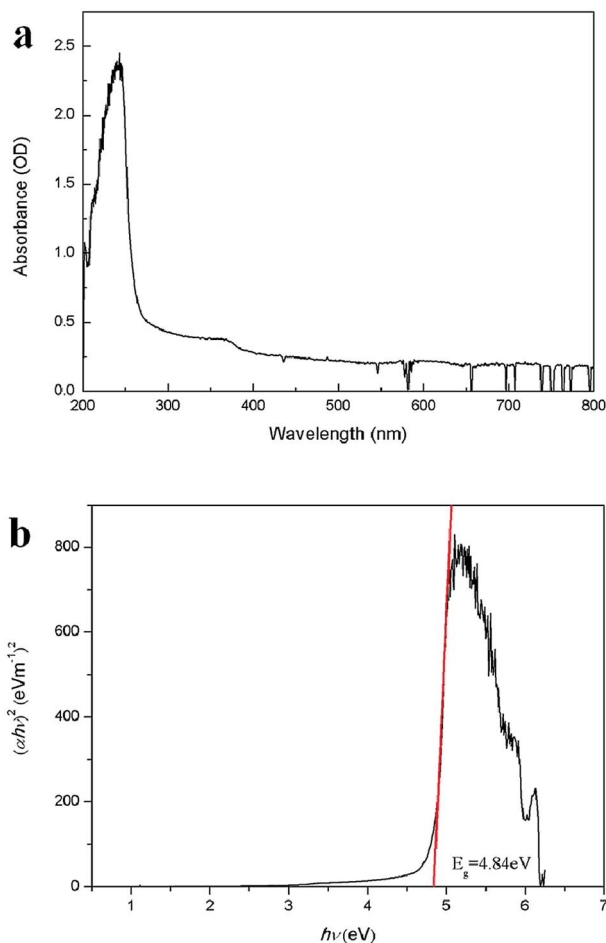 a
2.5
2.0
1.5
1.0
0.5
0.0
Absorbance (OD)
200 300 400 500 600 700 800
Wavelength (nm)
b
800
600
400
200
0
(αhν)² (eVm⁻¹)²
E_g=4.84eV
1 2 3 4 5 6 7
hν(eV)